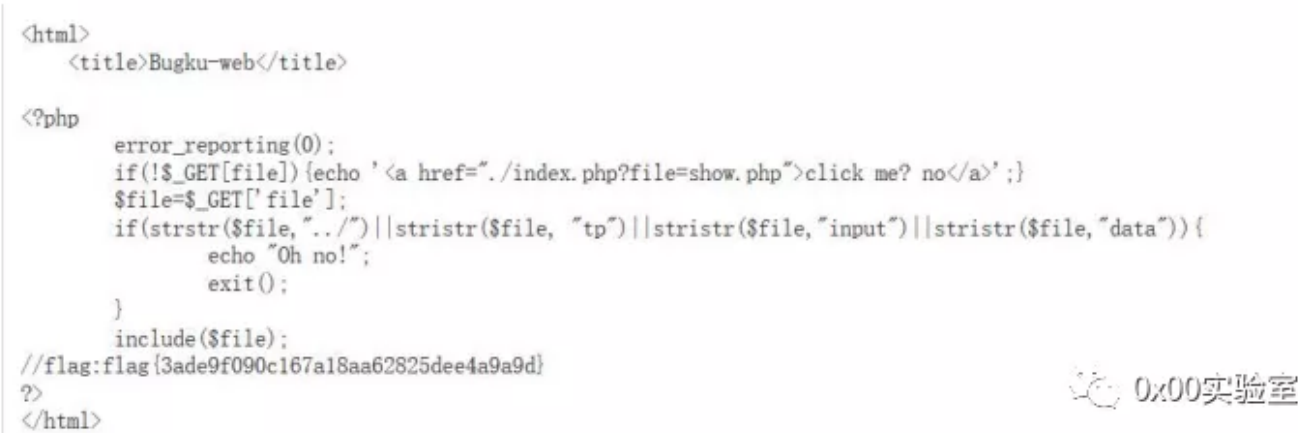 <html>
    <title>Bugku-web</title>

<?php
        error_reporting(0);
        if(!$_GET[file]){echo '<a href="./index.php?file=show.php">click me? no</a>';}
        $file=$_GET['file'];
        if(strstr($file,"../")||stristr($file, "tp")||stristr($file,"input")||stristr($file,"data")){
                echo "Oh no!";
                exit();
        }
        include($file);
//flag:flag{3ade9f090c167a18aa62825dee4a9a9d}
?>
</html>
0x00实验室